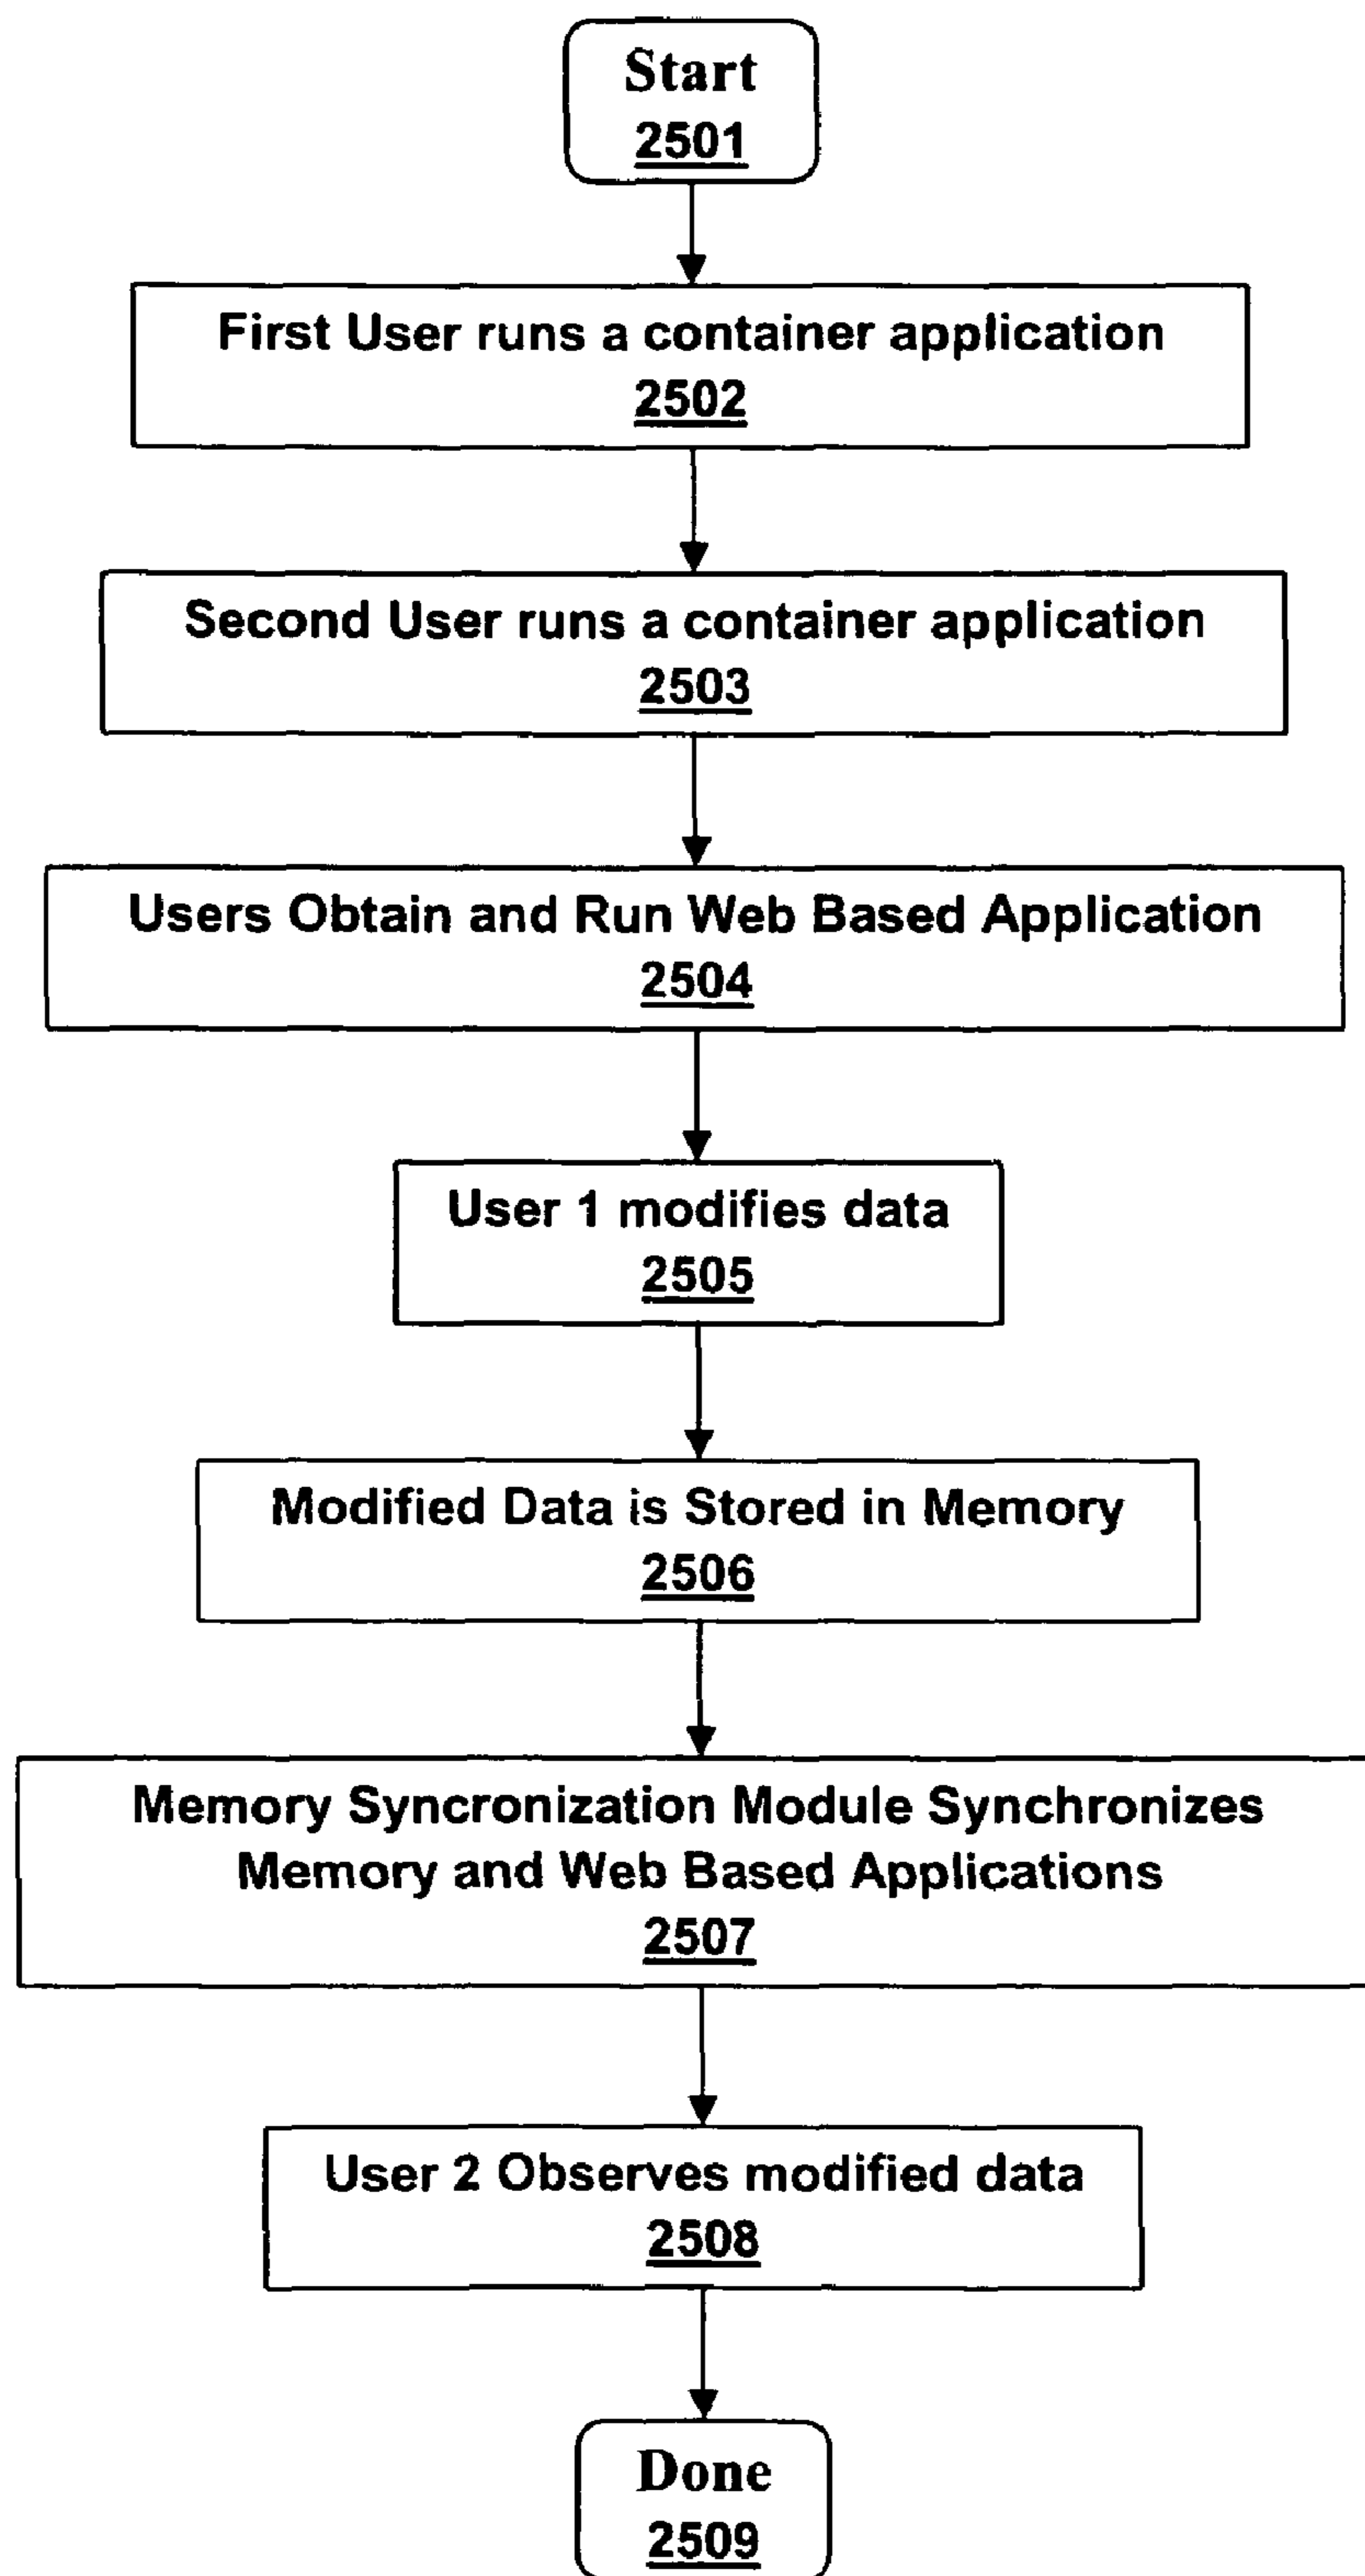 Start
2501
First User runs a container application
2502
Second User runs a container application
2503
Users Obtain and Run Web Based Application
2504
User 1 modifies data
2505
Modified Data is Stored in Memory
2506
Memory Syncronization Module Synchronizes
Memory and Web Based Applications
2507
User 2 Observes modified data
2508
Done
2509